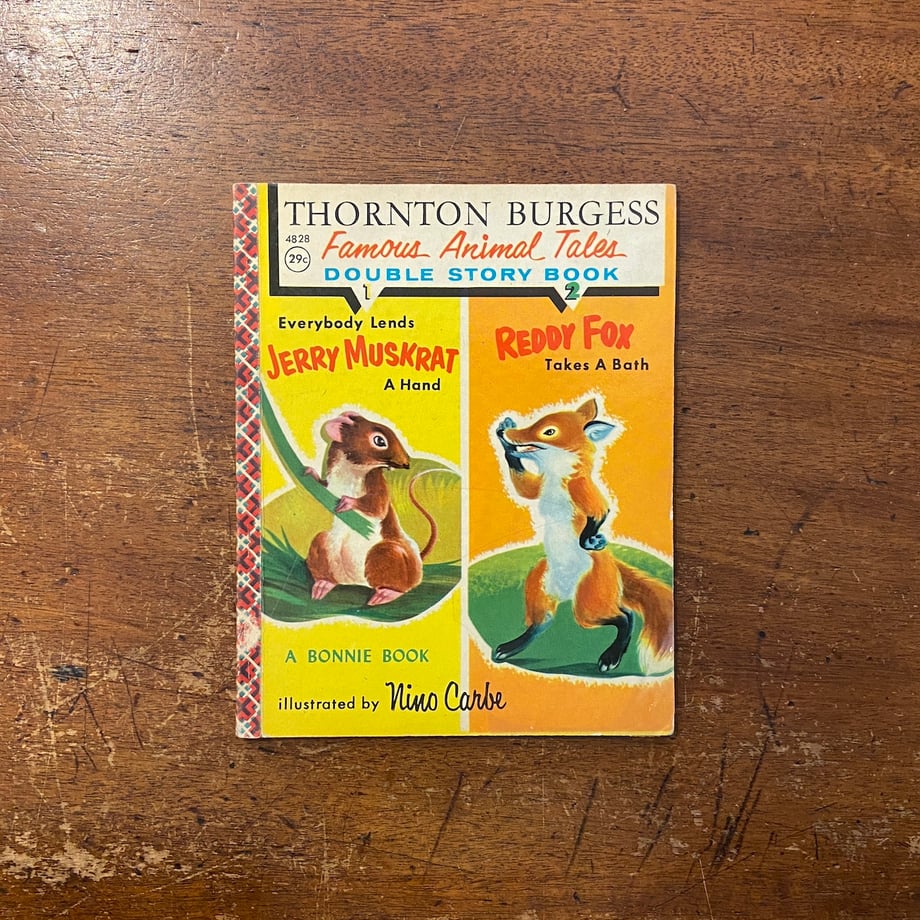 THORNTON BURGESS
4828
29c
Famous Animal Tales
DOUBLE STORY BOOK
1
Everybody Lends
JERRY MUSKRAT
A Hand
2
REDDY FOX
Takes A Bath
A BONNIE BOOK
illustrated by Nino Carbe